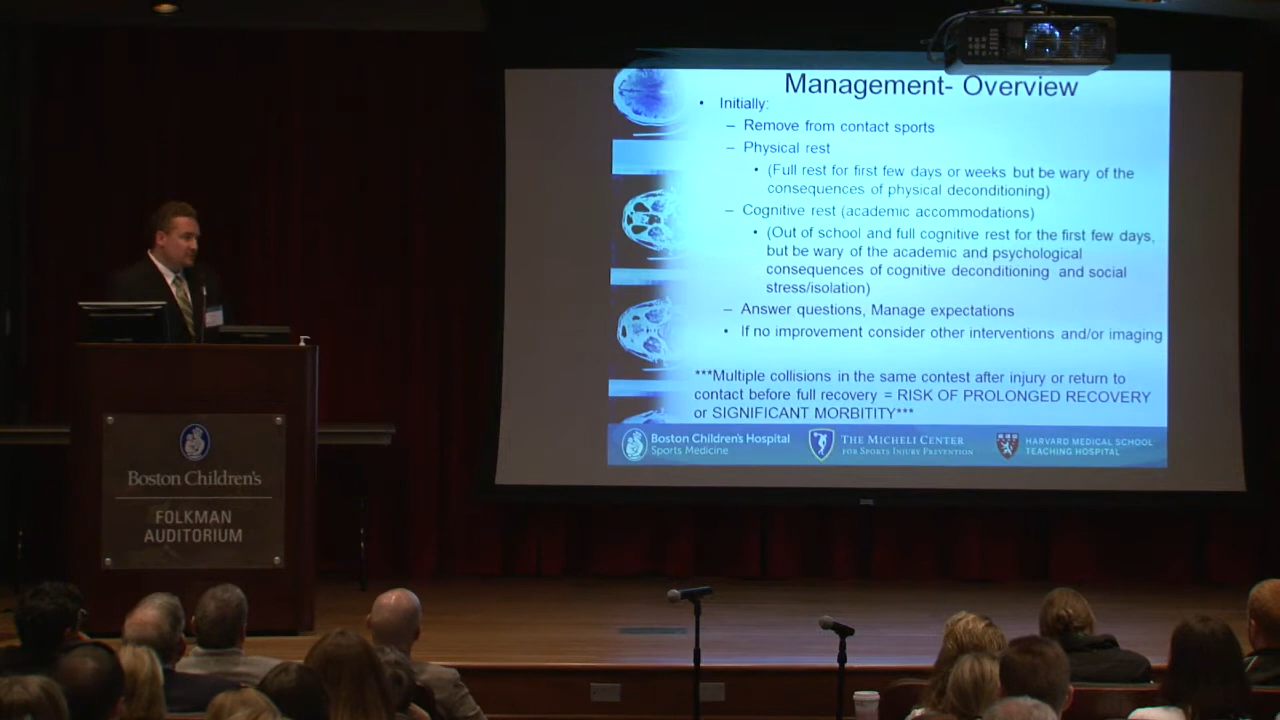 Management- Overview
• Initially:
– Remove from contact sports
– Physical rest
• (Full rest for first few days or weeks but be wary of the
consequences of physical deconditioning)
– Cognitive rest (academic accommodations)
• (Out of school and full cognitive rest for the first few days,
but be wary of the academic and psychological
consequences of cognitive deconditioning and social
stress/isolation)
– Answer questions, Manage expectations
• If no improvement consider other interventions and/or imaging
***Multiple collisions in the same contest after injury or return to
contact before full recovery = RISK OF PROLONGED RECOVERY
or SIGNIFICANT MORBITITY***
Boston Children's Hospital
Sports Medicine
THE MICHELI CENTER
FOR SPORTS INJURY PREVENTION
HARVARD MEDICAL SCHOOL
TEACHING HOSPITAL
Boston Children's
FOLKMAN
AUDITORIUM